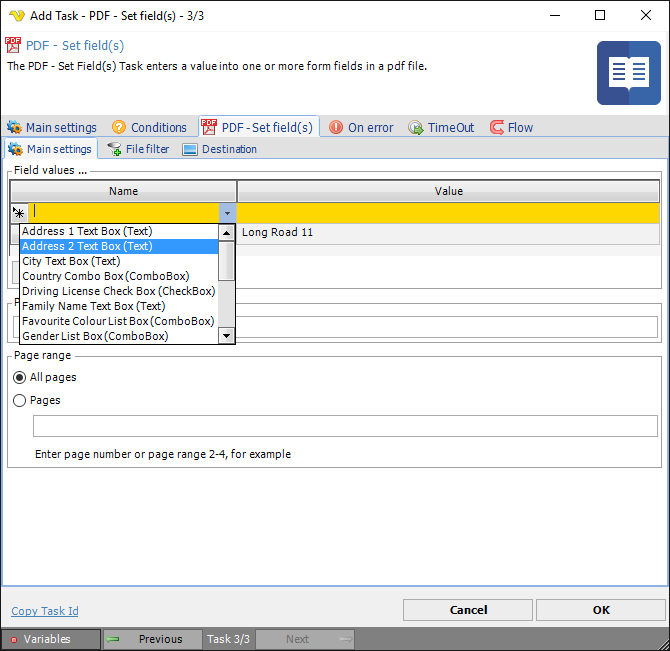 Add Task - PDF - Set field(s) - 3/3
PDF
PDF - Set field(s)
The PDF - Set Field(s) Task enters a value into one or more form fields in a pdf file.
Main settings
Conditions
PDF
PDF - Set field(s)
On error
TimeOut
Flow
Main settings
File filter
Destination
Field values ...
Name
Value
Long Road 11
Address 1 Text Box (Text)
Address 2 Text Box (Text)
City Text Box (Text)
Country Combo Box (ComboBox)
Driving License Check Box (CheckBox)
Family Name Text Box (Text)
Favourite Colour List Box (ComboBox)
Gender List Box (ComboBox)
Page range
All pages
Pages
Enter page number or page range 2-4, for example
Copy Task Id
Cancel
OK
Variables
Previous
Task 3/3
Next